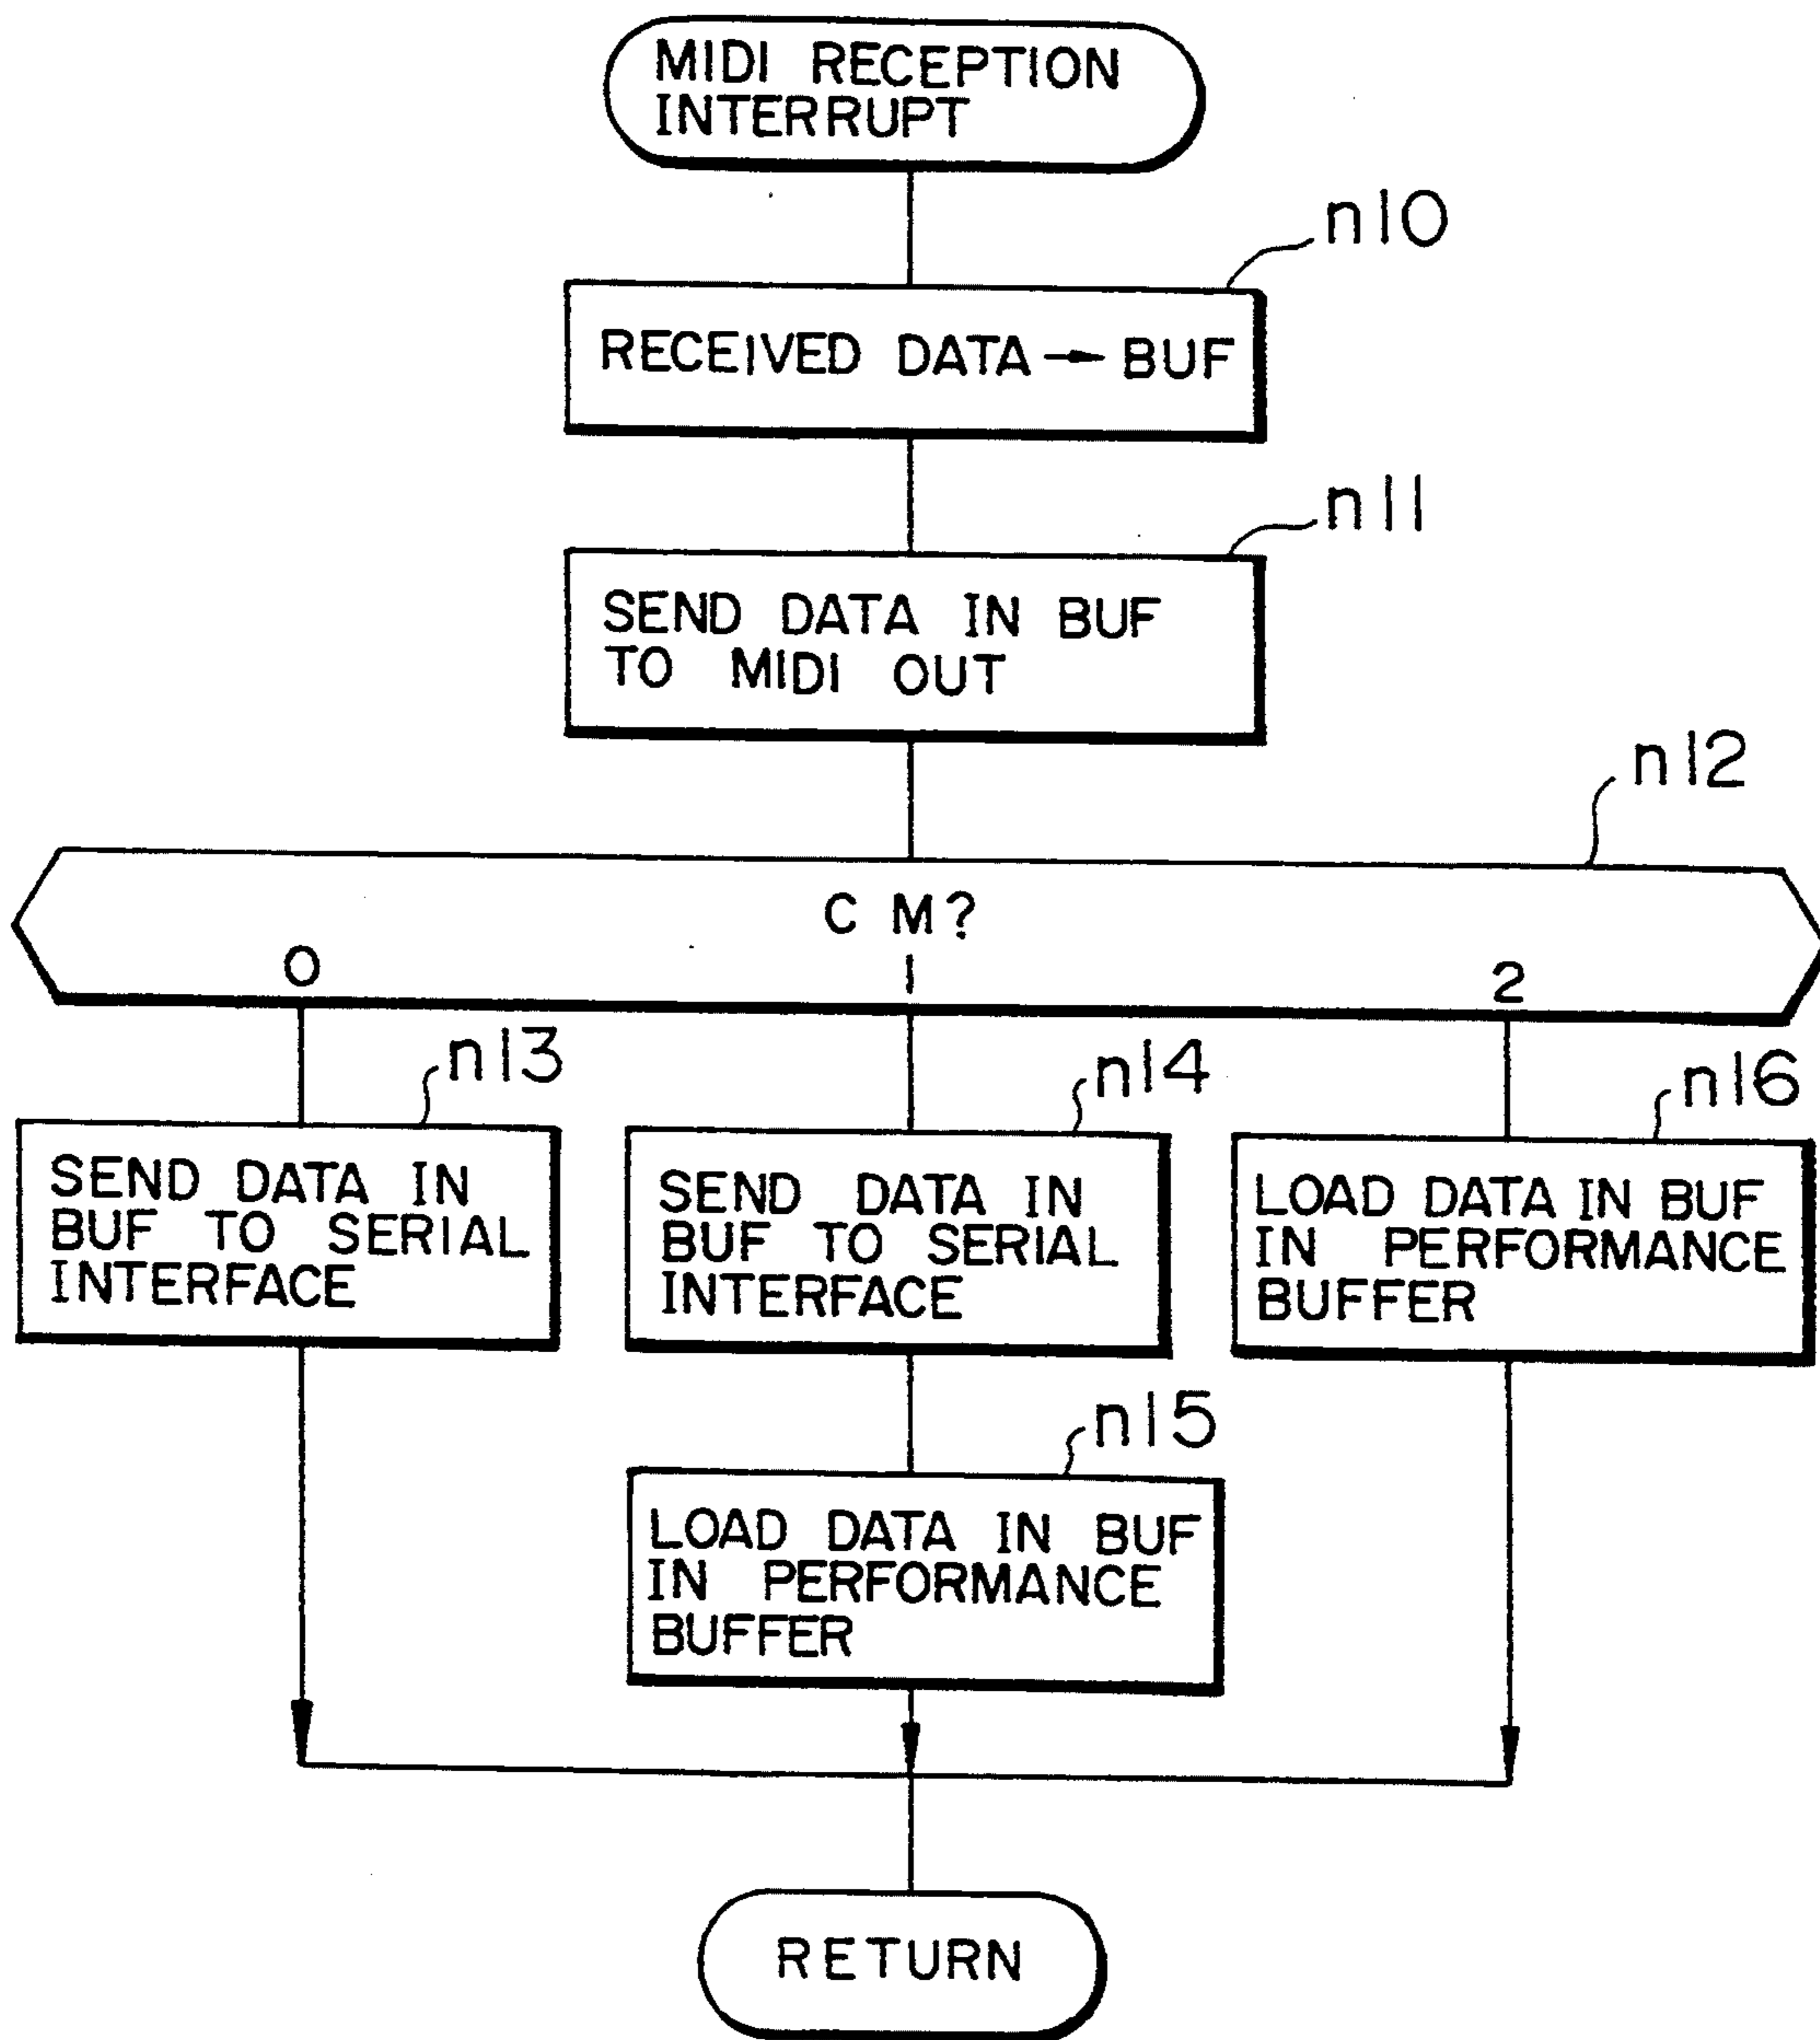 MIDI RECEPTION
INTERRUPT
n10
RECEIVED DATA → BUF
n11
SEND DATA IN BUF
TO MIDI OUT
n12
C M?
0
1
2
n13
SEND DATA IN
BUF TO SERIAL
INTERFACE
n14
SEND DATA IN
BUF TO SERIAL
INTERFACE
n16
LOAD DATA IN BUF
IN PERFORMANCE
BUFFER
n15
LOAD DATA IN BUF
IN PERFORMANCE
BUFFER
RETURN